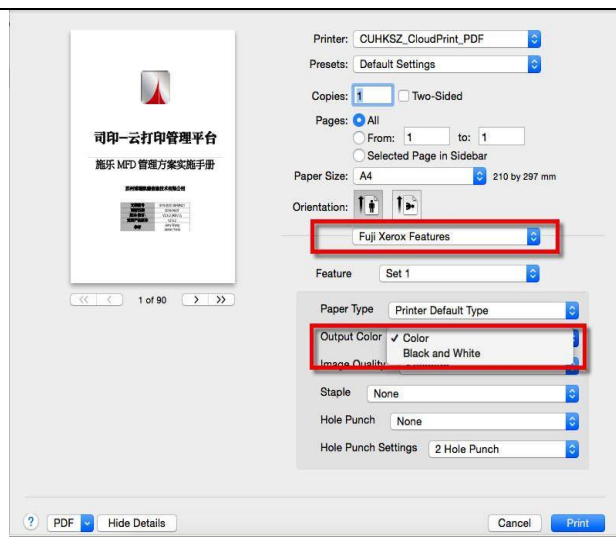 Printer: CUHKSZ_CloudPrint_PDF
Presets: Default Settings
Copies: 1 Two-Sided
Pages: All
From: 1 to: 1
Selected Page in Sidebar
Paper Size: A4 210 by 297 mm
Orientation:
Fuji Xerox Features
Feature Set 1
Paper Type Printer Default Type
Output Color ✓ Color
Black and White
Image Quality
Staple None
Hole Punch None
Hole Punch Settings 2 Hole Punch
司印—云打印管理平台
施乐 MFD 管理方案实施手册
<< < 1 of 90 > >>
? PDF Hide Details Cancel Print